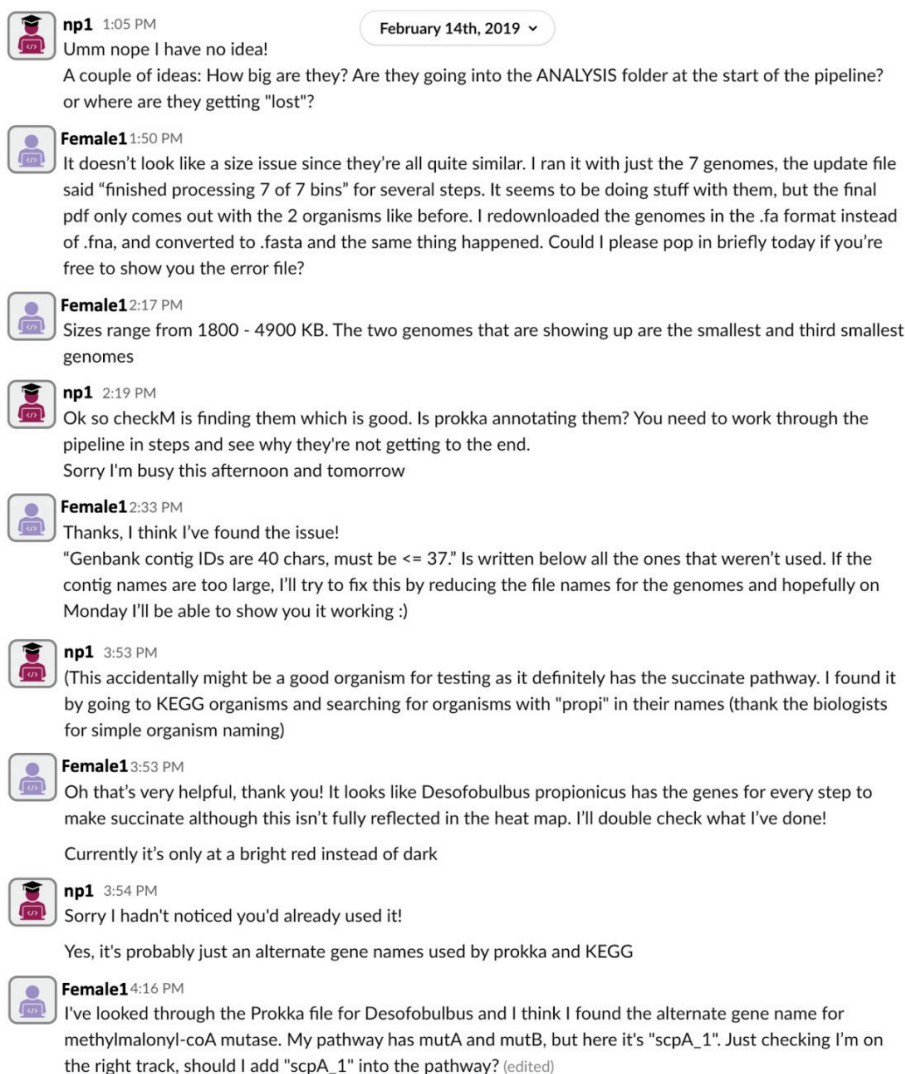 np1 1:05 PM
February 14th, 2019
Umm nope I have no idea!
A couple of ideas: How big are they? Are they going into the ANALYSIS folder at the start of the pipeline?
or where are they getting "lost"?
Female1 1:50 PM
It doesn't look like a size issue since they're all quite similar. I ran it with just the 7 genomes, the update file
said “finished processing 7 of 7 bins” for several steps. It seems to be doing stuff with them, but the final
pdf only comes out with the 2 organisms like before. I redownloaded the genomes in the .fa format instead
of .fna, and converted to .fasta and the same thing happened. Could I please pop in briefly today if you're
free to show you the error file?
Female1 2:17 PM
Sizes range from 1800 - 4900 KB. The two genomes that are showing up are the smallest and third smallest
genomes
np1 2:19 PM
Ok so checkM is finding them which is good. Is prokka annotating them? You need to work through the
pipeline in steps and see why they're not getting to the end.
Sorry I'm busy this afternoon and tomorrow
Female1 2:33 PM
Thanks, I think I've found the issue!
“Genbank contig IDs are 40 chars, must be <= 37.” Is written below all the ones that weren't used. If the
contig names are too large, I'll try to fix this by reducing the file names for the genomes and hopefully on
Monday I'll be able to show you it working :)
np1 3:53 PM
(This accidentally might be a good organism for testing as it definitely has the succinate pathway. I found it
by going to KEGG organisms and searching for organisms with "propi" in their names (thank the biologists
for simple organism naming)
Female1 3:53 PM
Oh that's very helpful, thank you! It looks like Desofobulbus propionicus has the genes for every step to
make succinate although this isn't fully reflected in the heat map. I'll double check what I've done!
Currently it's only at a bright red instead of dark
np1 3:54 PM
Sorry I hadn't noticed you'd already used it!
Yes, it's probably just an alternate gene names used by prokka and KEGG
Female1 4:16 PM
I've looked through the Prokka file for Desofobulbus and I think I found the alternate gene name for
methylmalonyl-coA mutase. My pathway has mutA and mutB, but here it's "scpA_1". Just checking I'm on
the right track, should I add "scpA_1" into the pathway? (edited)